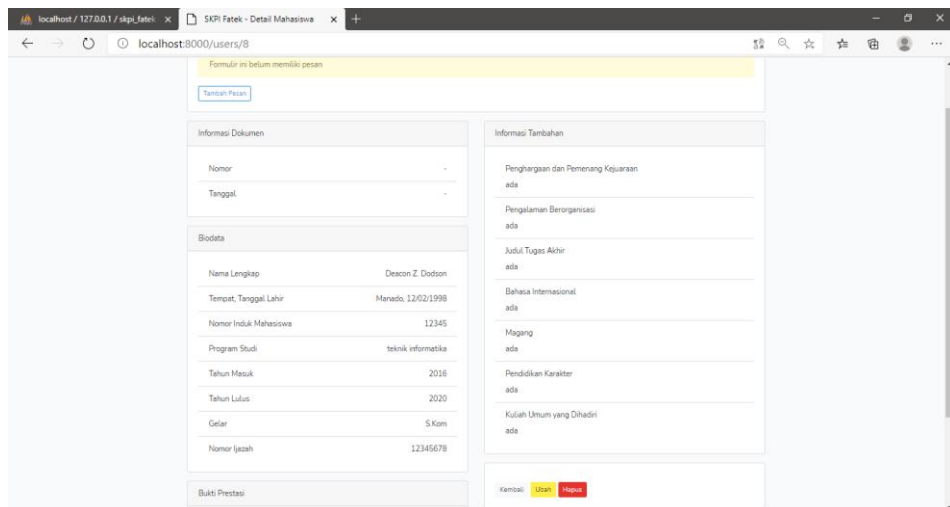 localhost / 127.0.0.1 / skpi_fatek
SKPI Fatek - Detail Mahasiswa
localhost:8000/users/8
Formulir ini belum memiliki pesan
Tambah Pesan
Informasi Dokumen
Nomor -
Tanggal -
Biodata
Nama Lengkap Deacon Z. Dodson
Tempat, Tanggal Lahir Manado, 12/02/1998
Nomor Induk Mahasiswa 12345
Program Studi teknik informatika
Tahun Masuk 2016
Tahun Lulus 2020
Gelar S.Kom
Nomor Ijazah 12345678
Bukti Prestasi
Informasi Tambahan
Penghargaan dan Pemenang Kejuaraan
ada
Pengalaman Berorganisasi
ada
Judul Tugas Akhir
ada
Bahasa Internasional
ada
Magang
ada
Pendidikan Karakter
ada
Kuliah Umum yang Dihadiri
ada
Kembali Ubah Hapus